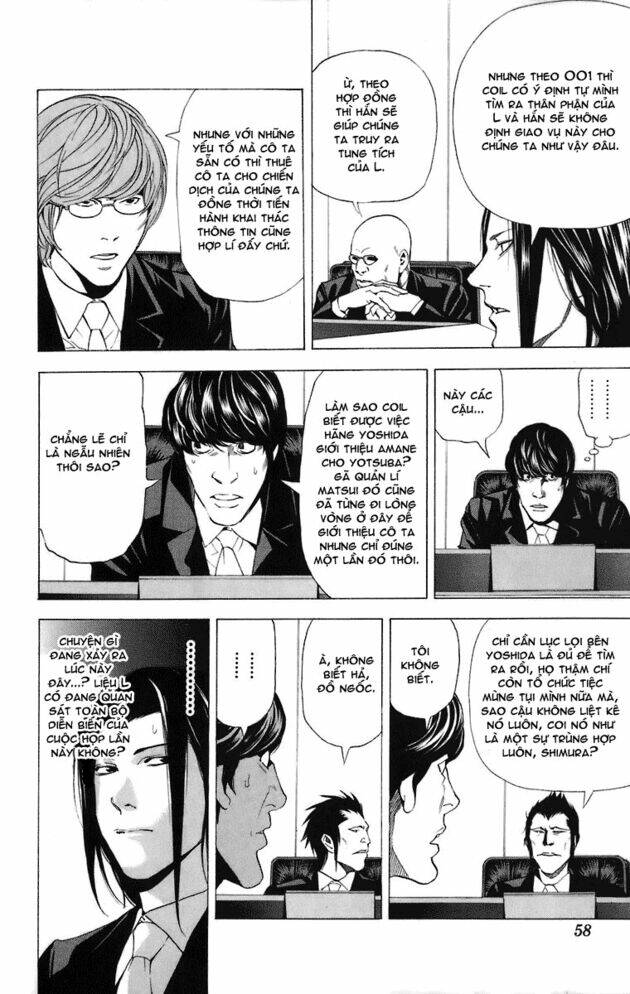 NHƯNG THEO 001 THÌ
COIL CÓ Ý ĐỊNH TỰ MÌNH
TÌM RA THÂN PHẬN CỦA
L VÀ HẮN SẼ KHÔNG
ĐỊNH GIAO VỤ NÀY CHO
CHÚNG TA NHƯ VẬY ĐÂU.
Ừ, THEO
HỢP ĐỒNG
THÌ HẮN SẼ
GIÚP CHÚNG
TA TRUY RA
TUNG TÍCH
CỦA L.
NHƯNG VỚI NHỮNG
YẾU TỐ MÀ CÔ TA
SẴN CÓ THÌ THUÊ
CÔ TA CHO CHIẾN
DỊCH CỦA CHÚNG TA
ĐỒNG THỜI TIẾN
HÀNH KHAI THÁC
THÔNG TIN CŨNG
HỢP LÍ ĐẤY CHỨ.
......
......
NÀY CÁC
CẬU...
LÀM SAO COIL
BIẾT ĐƯỢC VIỆC
HÃNG YOSHIDA
GIỚI THIỆU AMANE
CHO YOTSUBA?
GÃ QUẢN LÍ
MATSUI ĐÓ CŨNG
ĐÃ TỪNG ĐI LÒNG
VÒNG Ở ĐÂY ĐỂ
GIỚI THIỆU CÔ TA
NHƯNG CHỈ ĐÚNG
MỘT LẦN ĐÓ THÔI.
CHẲNG LẼ CHỈ
LÀ NGẪU NHIÊN
THÔI SAO?
CHỈ CẦN LỤC LỌI BÊN
YOSHIDA LÀ ĐỦ ĐỂ TÌM
RA RỒI, HỌ THẬM CHÍ
CÒN TỔ CHỨC TIỆC
MỪNG TỤI MÌNH NỮA MÀ,
SAO CẬU KHÔNG LIỆT KÊ
NÓ LUÔN, COI NÓ NHƯ
LÀ MỘT SỰ TRÙNG HỢP
LUÔN, SHIMURA?
TÔI
KHÔNG
BIẾT.
À, KHÔNG
BIẾT HẢ,
ĐỒ NGỐC.
......
......
CHUYỆN GÌ
ĐANG XẢY RA
LÚC NÀY
ĐÂY...? LIỆU L
CÓ ĐANG QUAN
SÁT TOÀN BỘ
DIỄN BIẾN CỦA
CUỘC HỌP LẦN
NÀY KHÔNG?
58